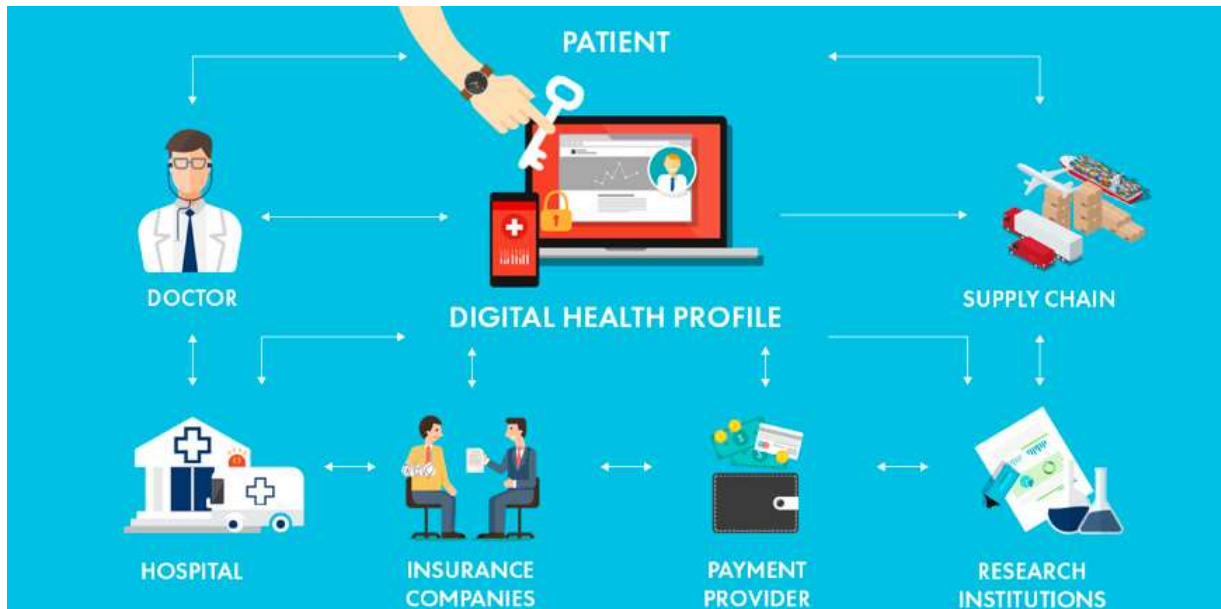 PATIENT
DOCTOR
DIGITAL HEALTH PROFILE
SUPPLY CHAIN
HOSPITAL
INSURANCE
COMPANIES
PAYMENT
PROVIDER
RESEARCH
INSTITUTIONS